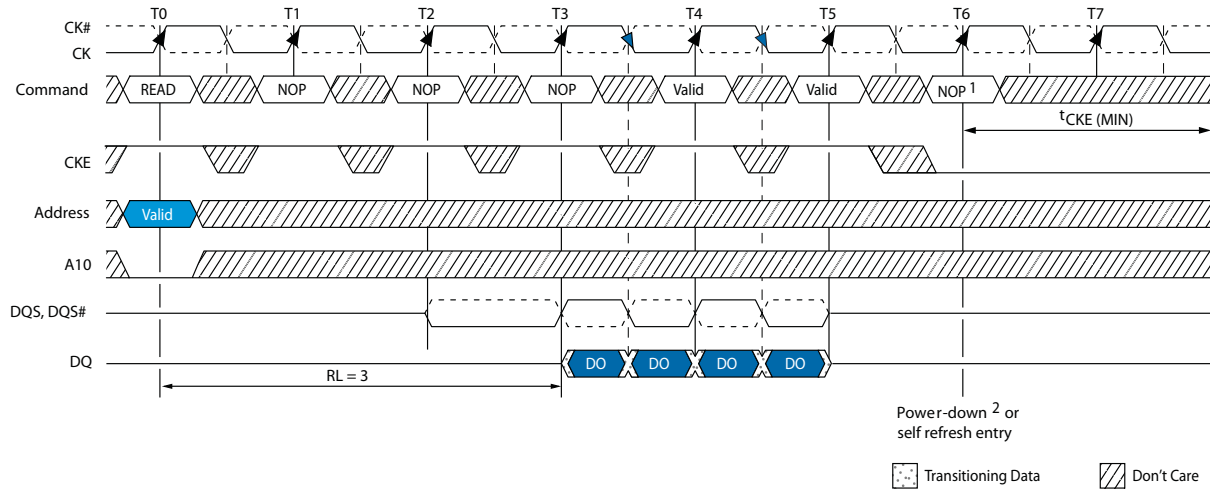 T0 T1 T2 T3 T4 T5 T6 T7
CK#
CK
Command READ NOP NOP NOP Valid Valid NOP 1
tCKE (MIN)
CKE
Address Valid
A10
DQS, DQS#
DQ DO DO DO DO
RL = 3
Power-down 2 or
self refresh entry
Transitioning Data Don't Care